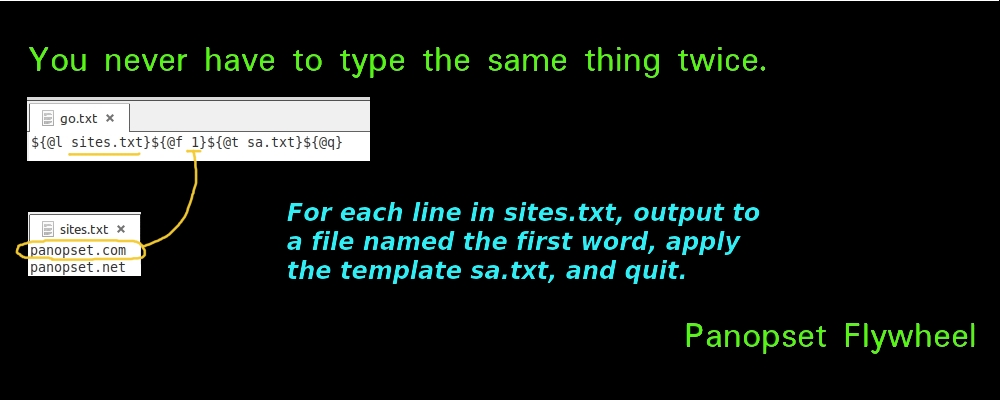 You never have to type the same thing twice.
go.txt ×
${@l sites.txt}${@f 1}${@t sa.txt}${@q}
sites.txt ×
panopset.com
panopset.net
For each line in sites.txt, output to
a file named the first word, apply
the template sa.txt, and quit.
Panopset Flywheel